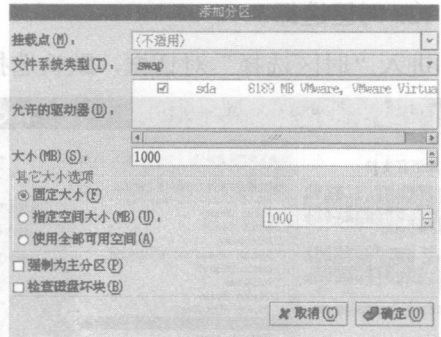 添加分区
挂载点(M)：
(不适用)
文件系统类型(T)：
swap
允许的驱动器(D)：
sda 8189 MB VMware, VMware Virtua
大小(MB)(S)：
1000
其它大小选项
固定大小(F)
指定空间大小(MB)(U)：
1000
使用全部可用空间(A)
强制为主分区(P)
检查磁盘坏块(B)
取消(C)
确定(O)